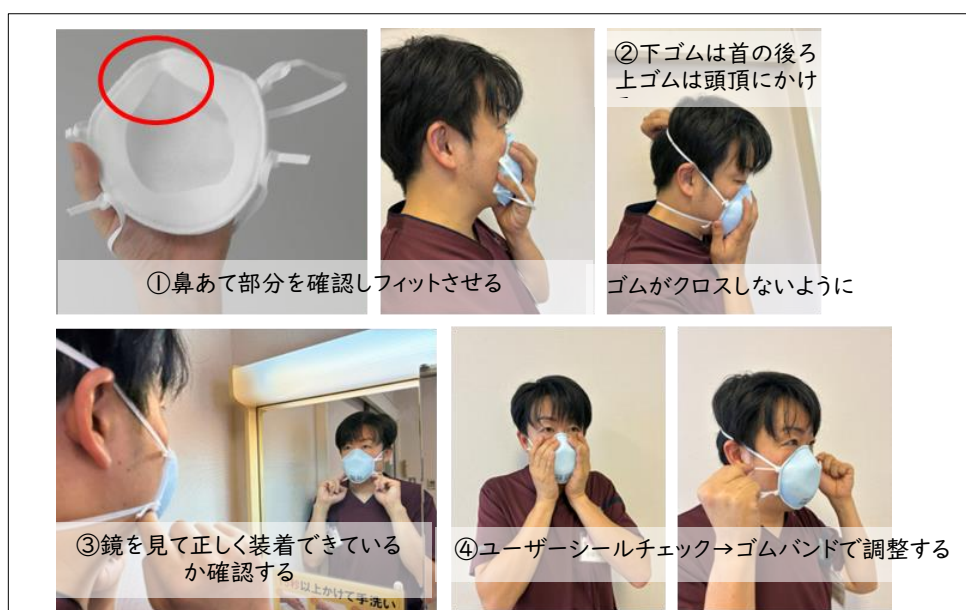 ②下ゴムは首の後ろ
上ゴムは頭頂にかけ
①鼻あて部分を確認しフィットさせる
ゴムがクロスしないように
③鏡を見て正しく装着できている
か確認する
④ユーザーシールチェック→ゴムバンドで調整する
以上かけて手洗い